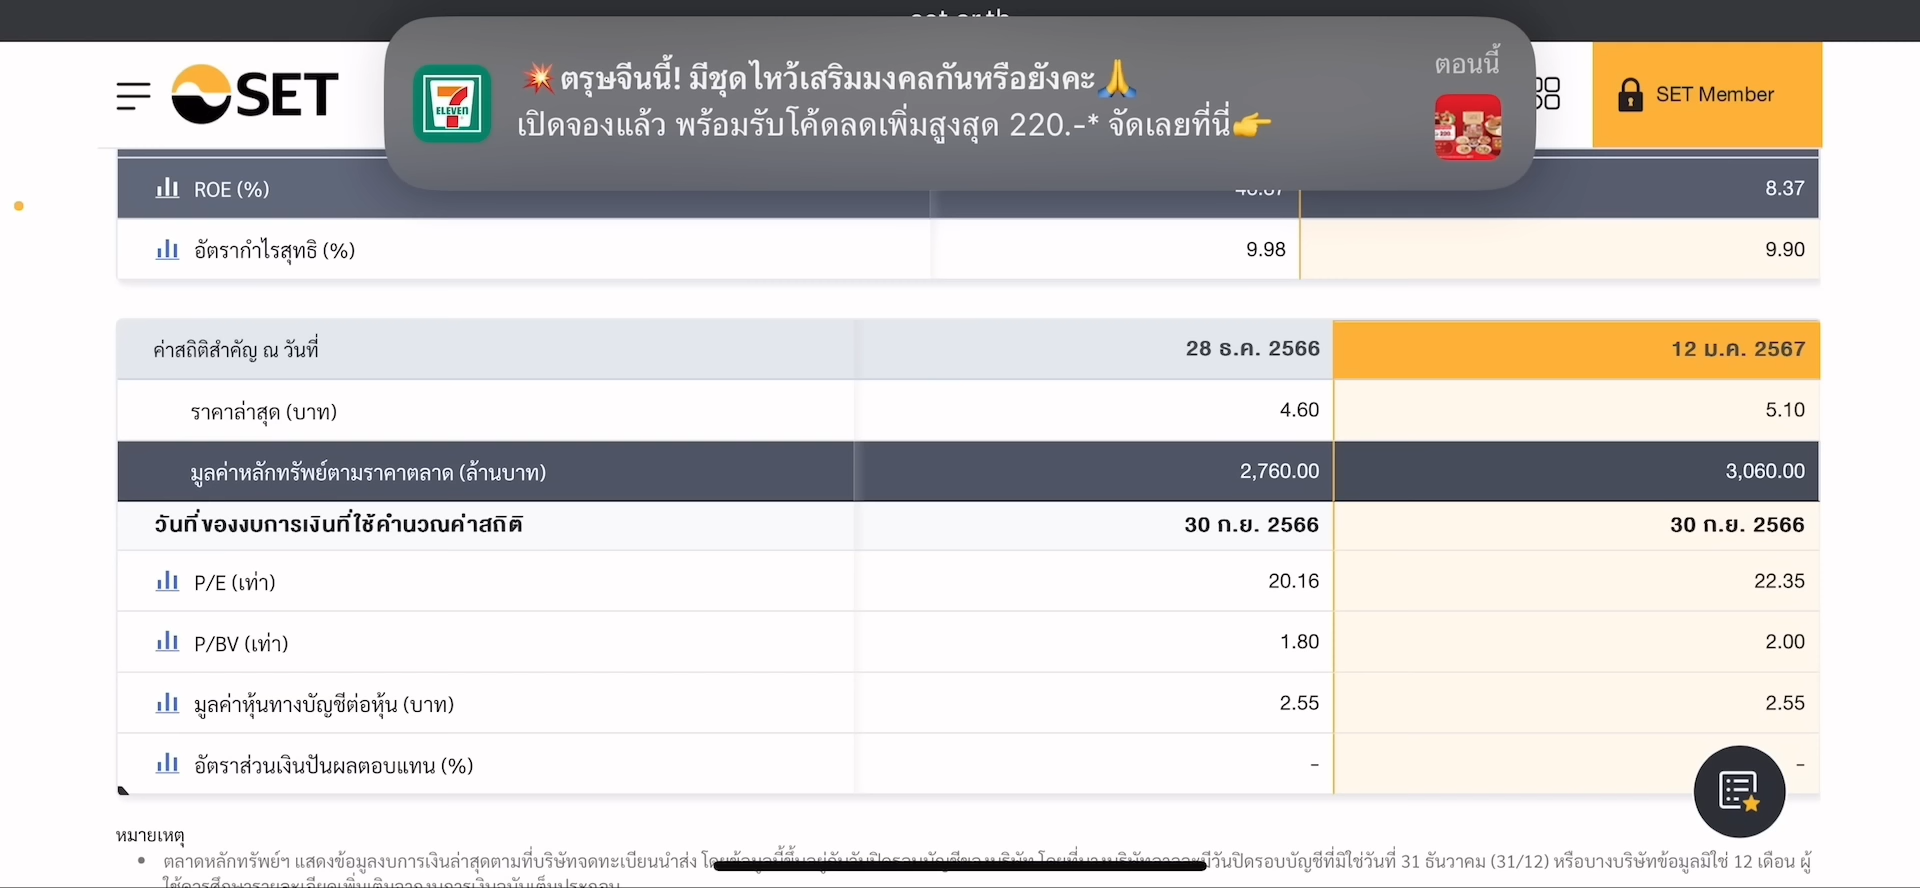 SET
💥 ตรุษจีนนี้! มีชุดไหว้เสริมมงคลกันหรือยังคะ🙏
ตอนนี้
เปิดจองแล้ว พร้อมรับโค้ดลดเพิ่มสูงสุด 220.-* จัดเลยที่นี่👉
7 ELEVEN
SET Member
ROE (%) 8.37
อัตรากำไรสุทธิ (%) 9.98 9.90
ค่าสถิติสำคัญ ณ วันที่ 28 ธ.ค. 2566 12 ม.ค. 2567
ราคาล่าสุด (บาท) 4.60 5.10
มูลค่าหลักทรัพย์ตามราคาตลาด (ล้านบาท) 2,760.00 3,060.00
วันที่ของงบการเงินที่ใช้คำนวณค่าสถิติ 30 ก.ย. 2566 30 ก.ย. 2566
P/E (เท่า) 20.16 22.35
P/BV (เท่า) 1.80 2.00
มูลค่าหุ้นทางบัญชีต่อหุ้น (บาท) 2.55 2.55
อัตราส่วนเงินปันผลตอบแทน (%) - -
หมายเหตุ
• ตลาดหลักทรัพย์ฯ แสดงข้อมูลงบการเงินล่าสุดตามที่บริษัทจดทะเบียนนำส่ง มีวันปิดรอบบัญชีที่มิใช่วันที่ 31 ธันวาคม (31/12) หรือบางบริษัทข้อมูลมิใช่ 12 เดือน ผู้